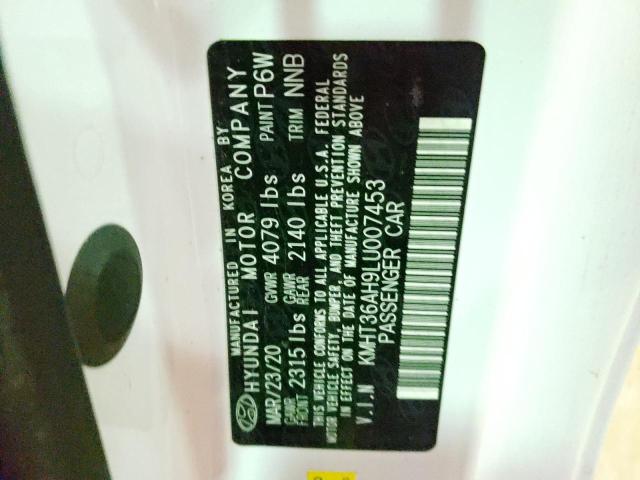 MANUFACTURED IN KOREA BY
HYUNDAI MOTOR COMPANY
MAR/23/20 GVWR 4079 lbs PAINT P6W
GAWR FRONT 2315 lbs GAWR REAR 2140 lbs TRIM NNB
THIS VEHICLE CONFORMS TO ALL APPLICABLE U.S.A. FEDERAL
MOTOR VEHICLE SAFETY, BUMPER, AND THEFT PREVENTION STANDARDS
IN EFFECT ON THE DATE OF MANUFACTURE SHOWN ABOVE
V.I.N KMHT36AH9LU007453
PASSENGER CAR